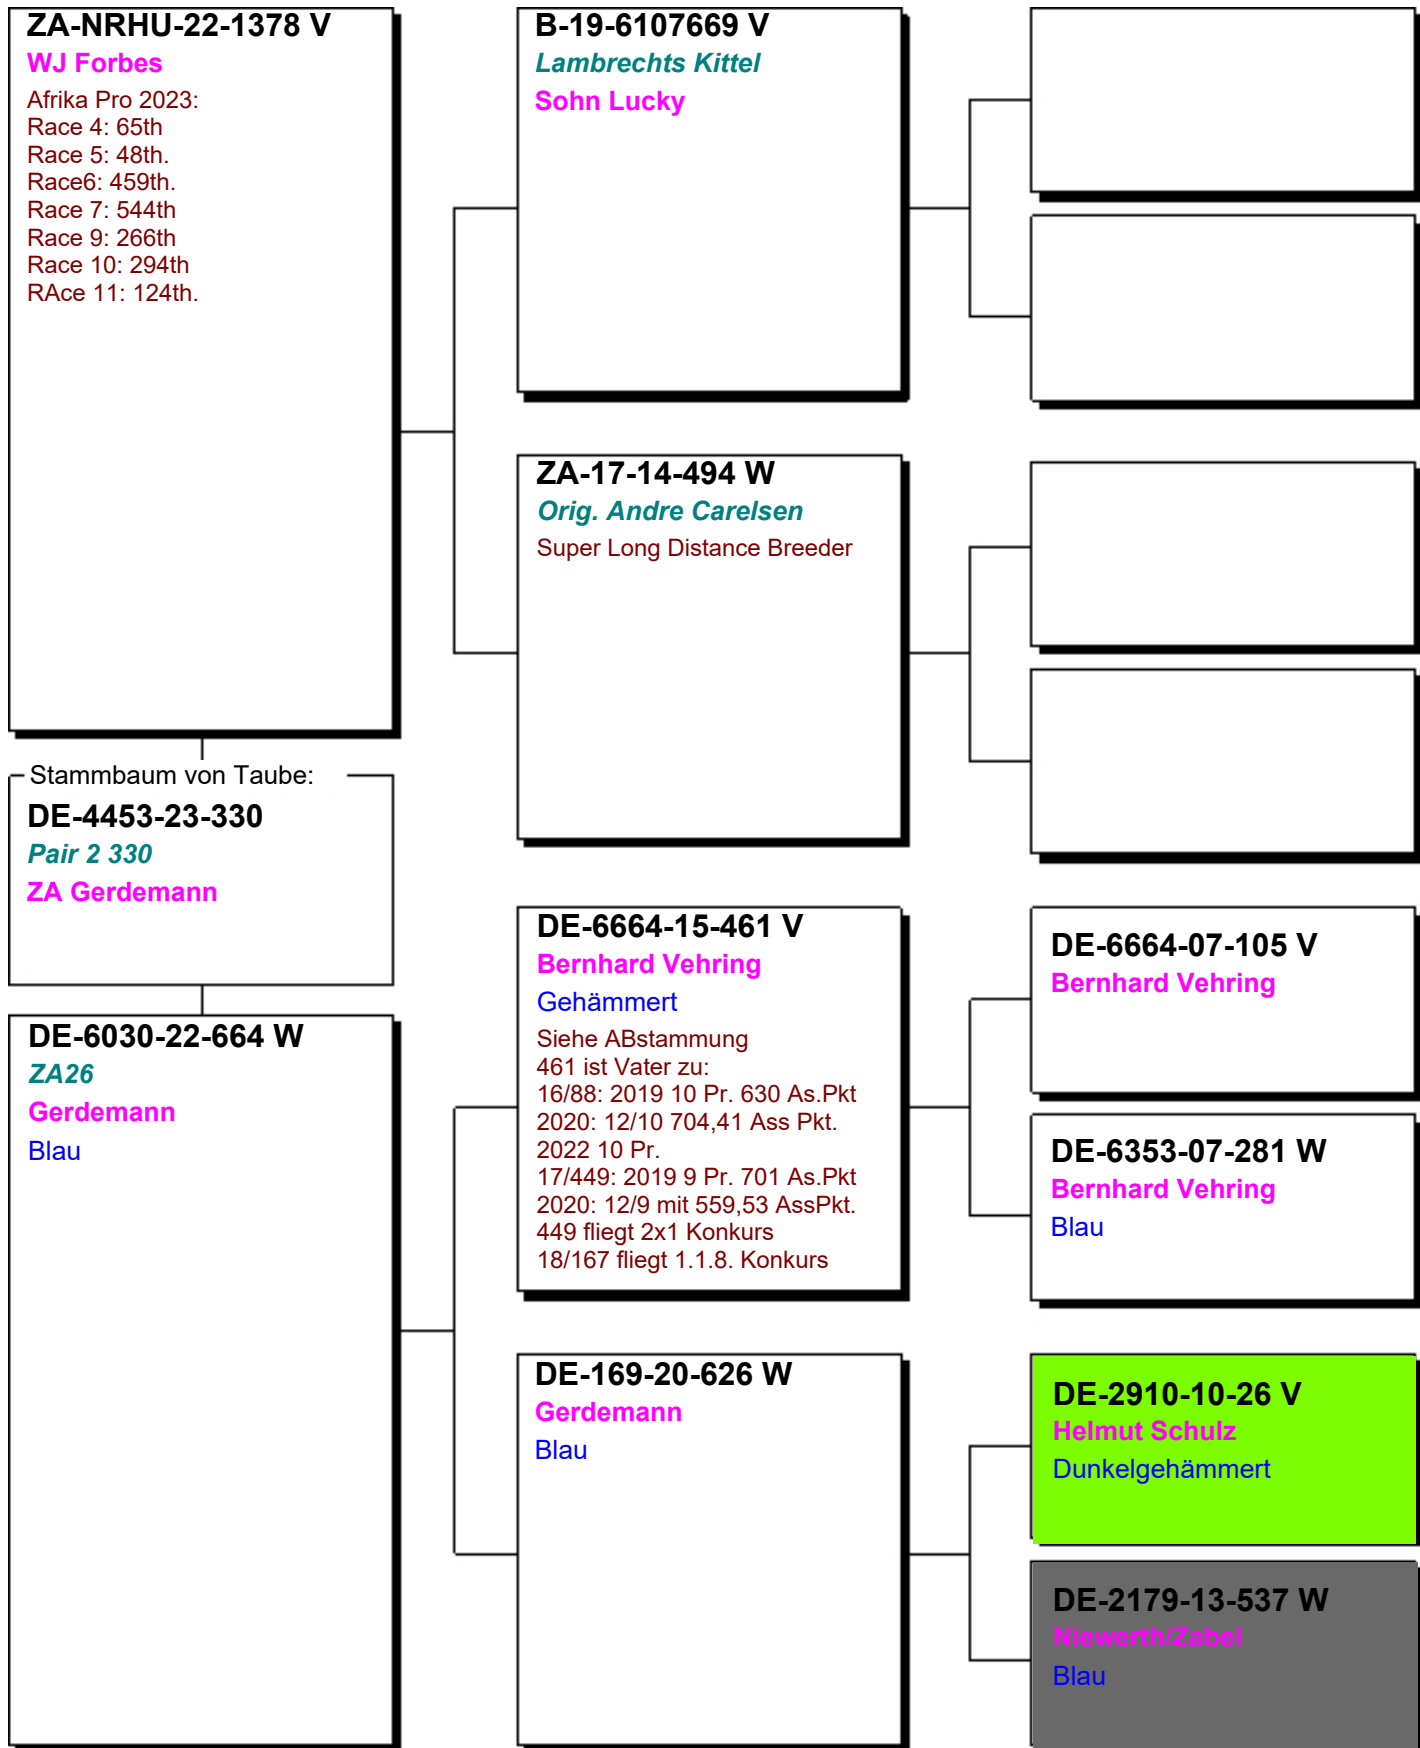 ZA-NRHU-22-1378 V
WJ Forbes
Afrika Pro 2023:
Race 4: 65th
Race 5: 48th.
Race6: 459th.
Race 7: 544th
Race 9: 266th
Race 10: 294th
RAce 11: 124th.
Stammbaum von Taube:
DE-4453-23-330
Pair 2 330
ZA Gerdemann
DE-6030-22-664 W
ZA26
Gerdemann
Blau
B-19-6107669 V
Lambrechts Kittel
Sohn Lucky
ZA-17-14-494 W
Orig. Andre Carelsen
Super Long Distance Breeder
DE-6664-15-461 V
Bernhard Vehring
Gehämmert
Siehe ABstammung
461 ist Vater zu:
16/88: 2019 10 Pr. 630 As.Pkt
2020: 12/10 704,41 Ass Pkt.
2022 10 Pr.
17/449: 2019 9 Pr. 701 As.Pkt
2020: 12/9 mit 559,53 AssPkt.
449 fliegt 2x1 Konkurs
18/167 fliegt 1.1.8. Konkurs
DE-169-20-626 W
Gerdemann
Blau
DE-6664-07-105 V
Bernhard Vehring
DE-6353-07-281 W
Bernhard Vehring
Blau
DE-2910-10-26 V
Helmut Schulz
Dunkelgehämmert
DE-2179-13-537 W
Niewerth/Zabel
Blau